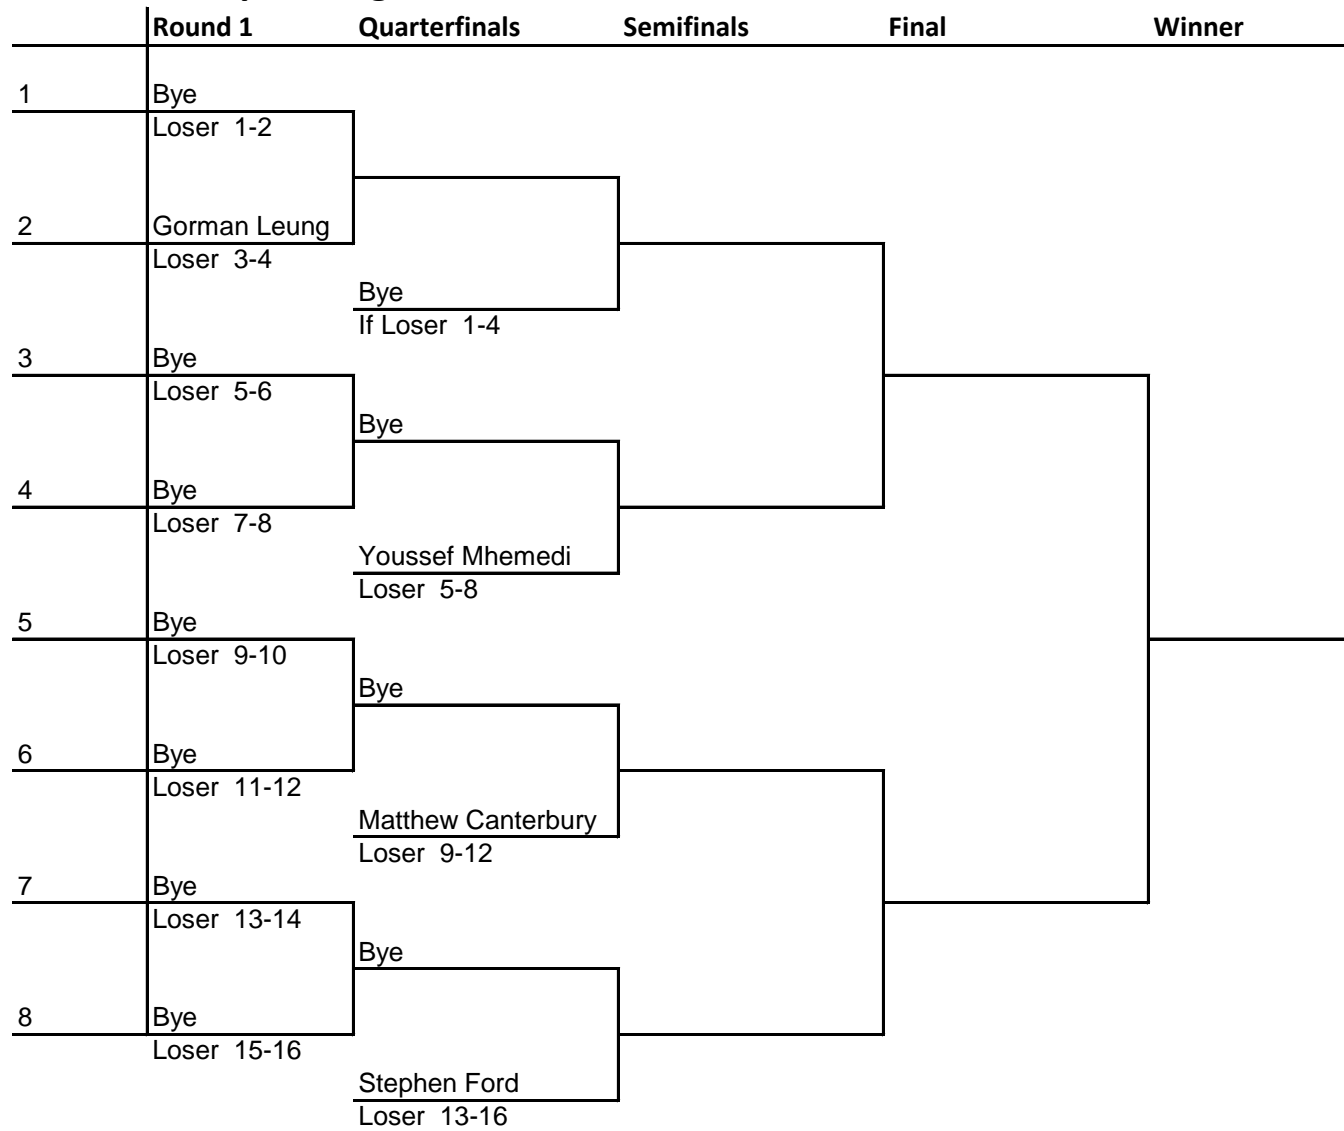 Round 1 Quarterfinals Semifinals Final Winner
1 Bye
Loser 1-2
2 Gorman Leung
Loser 3-4
Bye
If Loser 1-4
3 Bye
Loser 5-6
Bye
4 Bye
Loser 7-8
Youssef Mhemedi
Loser 5-8
5 Bye
Loser 9-10
Bye
6 Bye
Loser 11-12
Matthew Canterbury
Loser 9-12
7 Bye
Loser 13-14
Bye
8 Bye
Loser 15-16
Stephen Ford
Loser 13-16